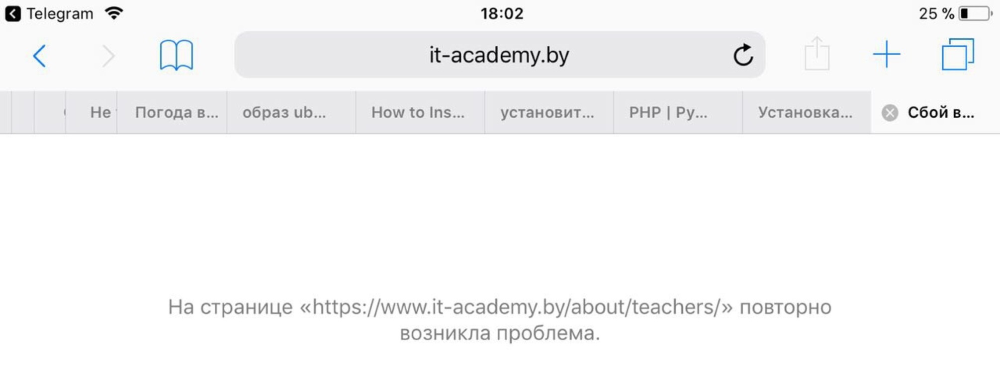 Telegram
18:02
25 %
it-academy.by
Не
Погода в...
образ ub...
How to Ins...
установит...
PHP | Ру...
Установка...
Сбой в...
На странице «https://www.it-academy.by/about/teachers/» повторно
возникла проблема.